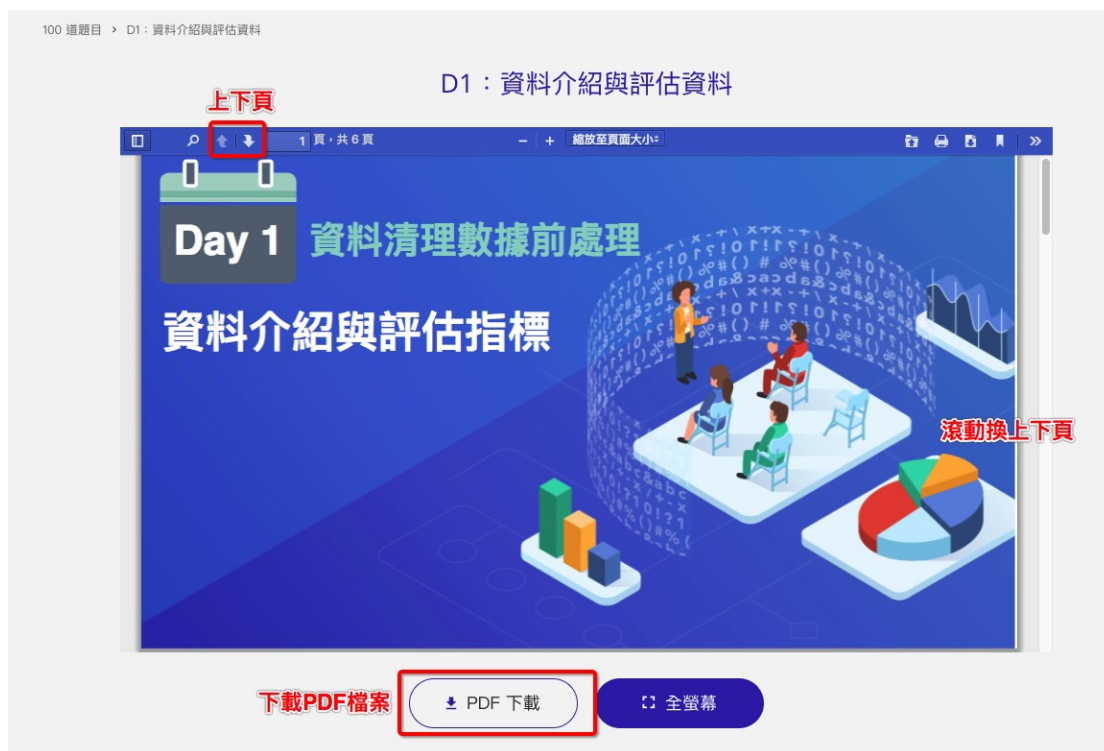 100 道題目 > D1：資料介紹與評估資料
D1：資料介紹與評估資料
上下頁
1 頁，共 6 頁
− + 縮放至頁面大小
Day 1 資料清理數據前處理
資料介紹與評估指標
滾動換上下頁
下載PDF檔案
PDF 下載
全螢幕